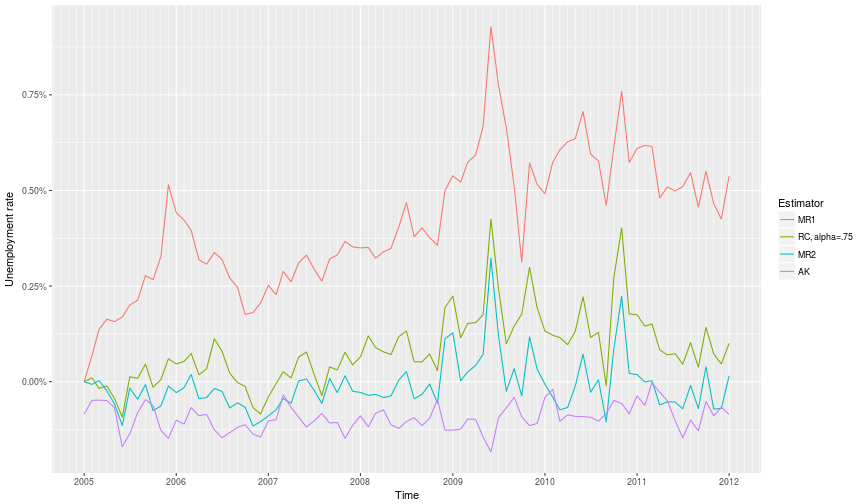 0.75%
0.50%
0.25%
0.00%
Unemployment rate
2005 2006 2007 2008 2009 2010 2011 2012
Time
Estimator
MR1
RC, alpha=.75
MR2
AK